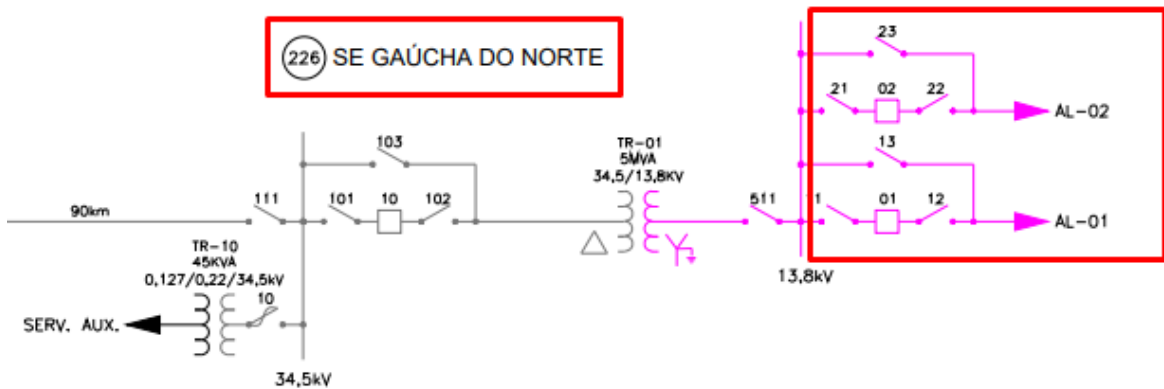 226 SE GAÚCHA DO NORTE
23
21 02 22
AL-02
13
11 01 12
AL-01
13,8kV
103
TR-01
5MVA
34,5/13,8KV
90km
111
101 10 102
511
TR-10
45KVA
0,127/0,22/34,5kV
10
SERV. AUX.
34,5kV